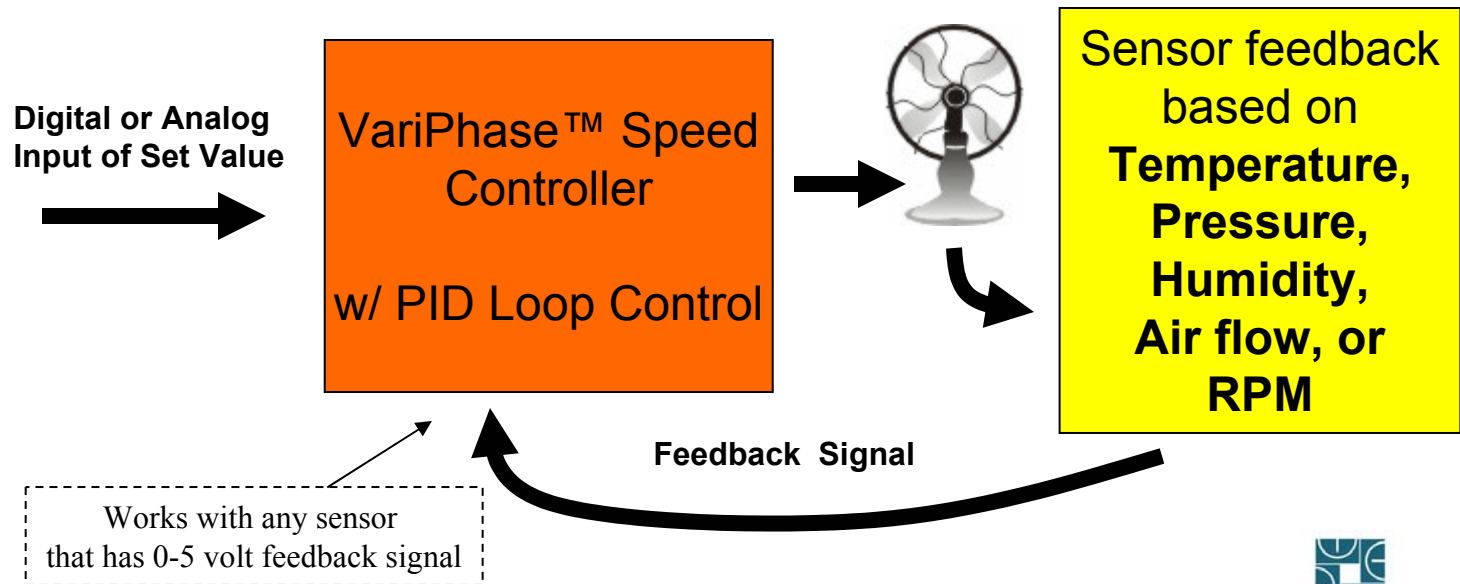 Digital or Analog
Input of Set Value
VariPhase™ Speed
Controller
w/ PID Loop Control
Sensor feedback
based on
Temperature,
Pressure,
Humidity,
Air flow, or
RPM
Feedback Signal
Works with any sensor
that has 0-5 volt feedback signal